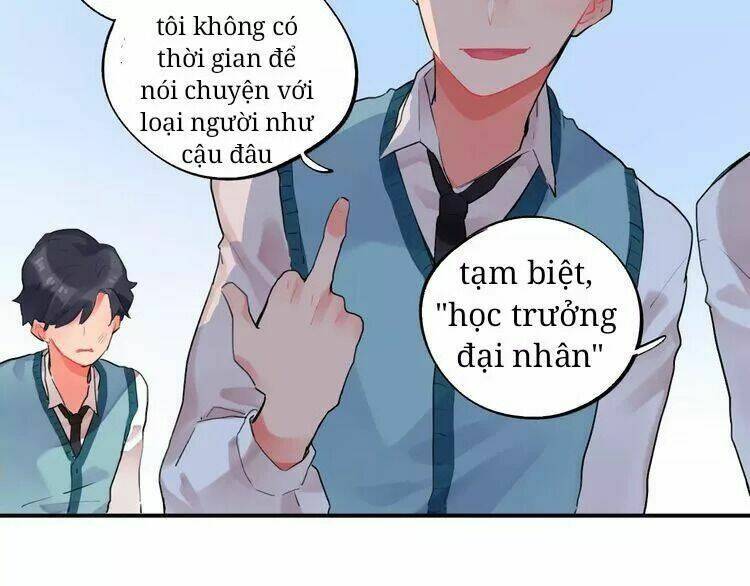 tôi không có
thời gian để
nói chuyện với
loại người như
cậu đâu
tạm biệt,
"học trưởng
đại nhân"